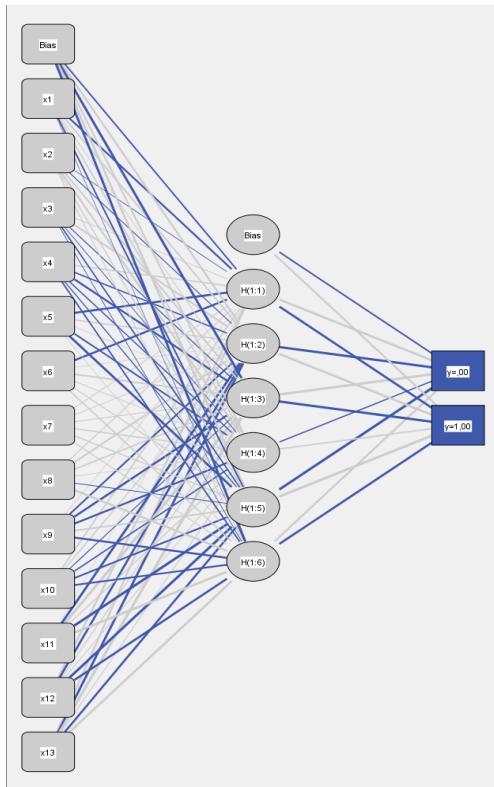 Bias
x1
x2
x3
x4
x5
x6
x7
x8
x9
x10
x11
x12
x13
Bias
H(1:1)
H(1:2)
H(1:3)
H(1:4)
H(1:5)
H(1:6)
y=,00
y=1,00